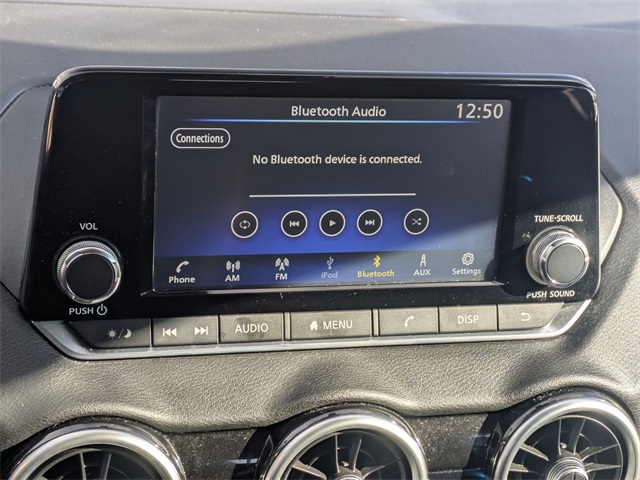 Bluetooth Audio 12:50
Connections
No Bluetooth device is connected.
VOL
TUNE·SCROLL
Phone AM FM iPod Bluetooth AUX Settings
PUSH
PUSH SOUND
AUDIO MENU DISP